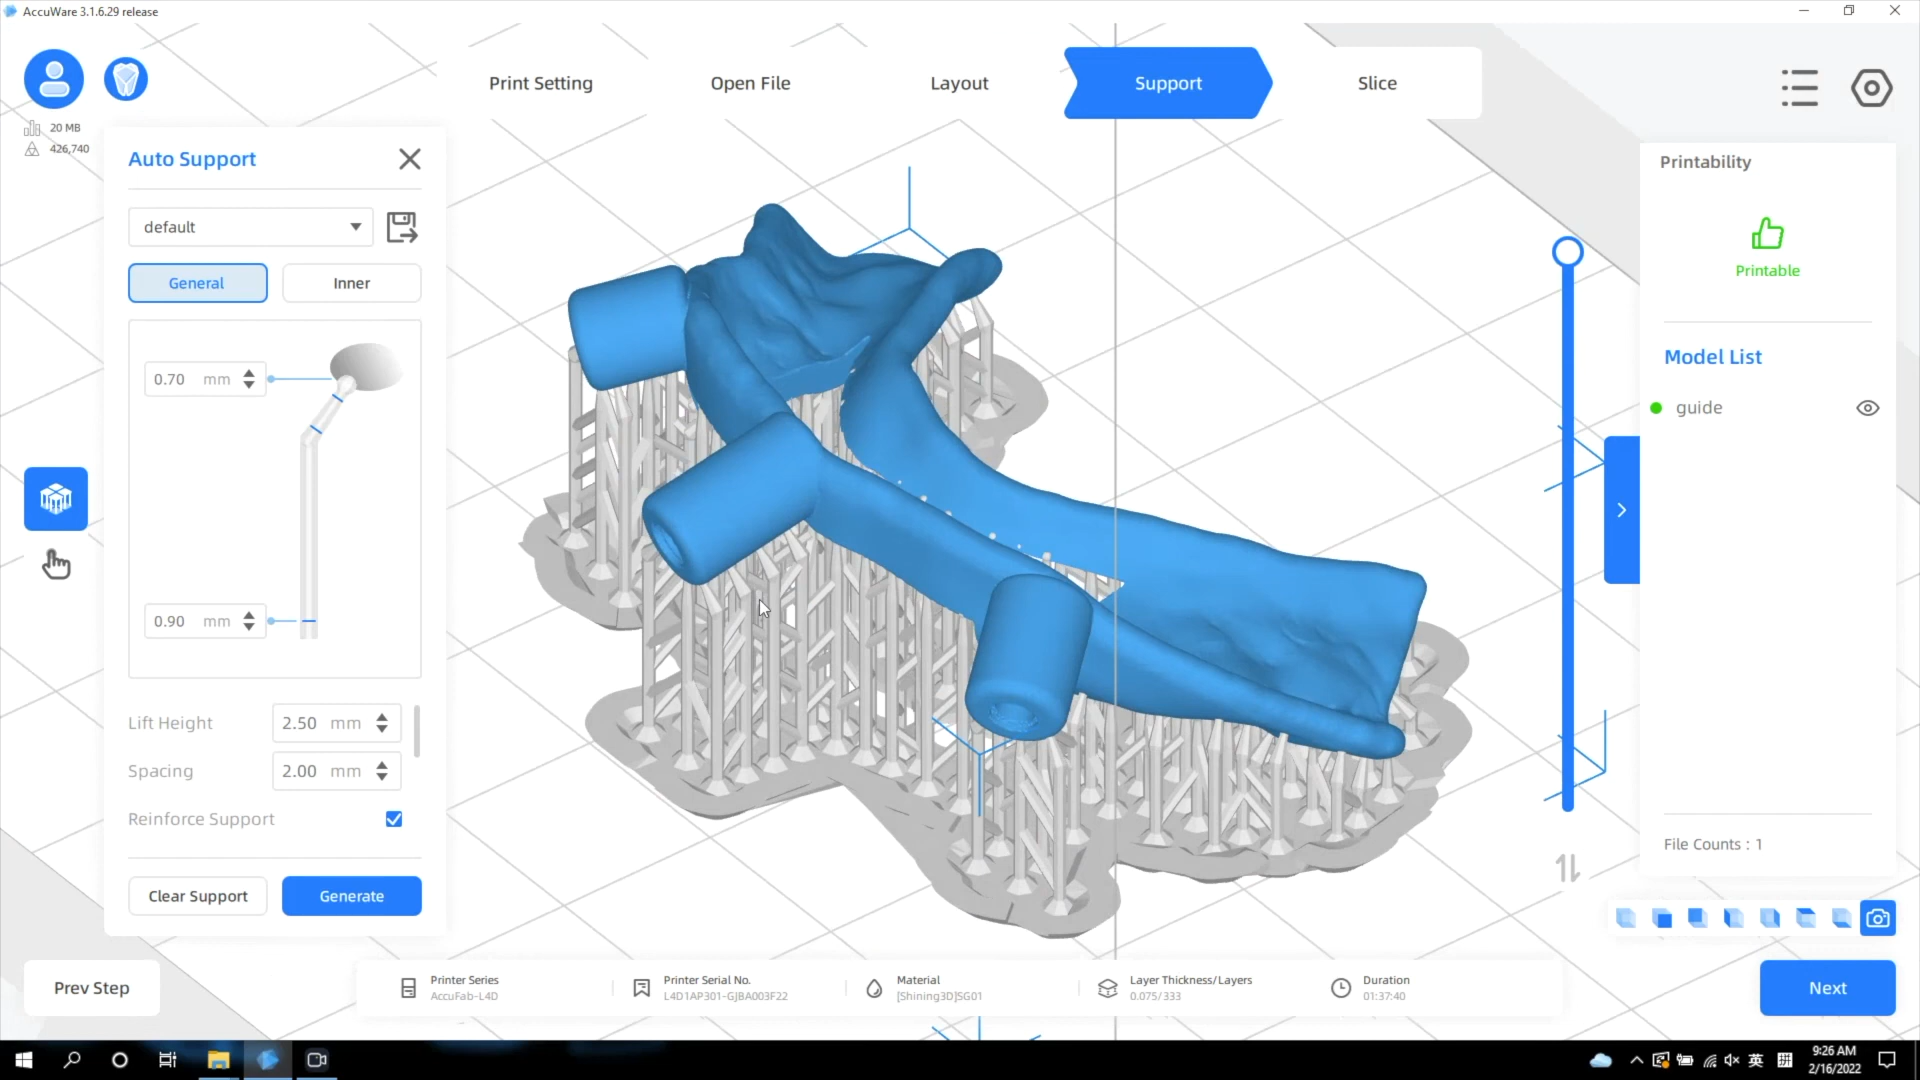 AccuWare 3.1.6.29 release
Print Setting
Open File
Layout
Support
Slice
20 MB
426,740
Auto Support
default
General
Inner
0.70 mm
0.90 mm
Lift Height 2.50 mm
Spacing 2.00 mm
Reinforce Support
Clear Support
Generate
Prev Step
Printability
Printable
Model List
guide
File Counts : 1
Printer Series
AccuFab-L4D
Printer Serial No.
L4D1AP301-GJBA003F22
Material
[Shining3D]SG01
Layer Thickness/Layers
0.075/333
Duration
01:37:40
Next
英
拼
9:26 AM
2/16/2022